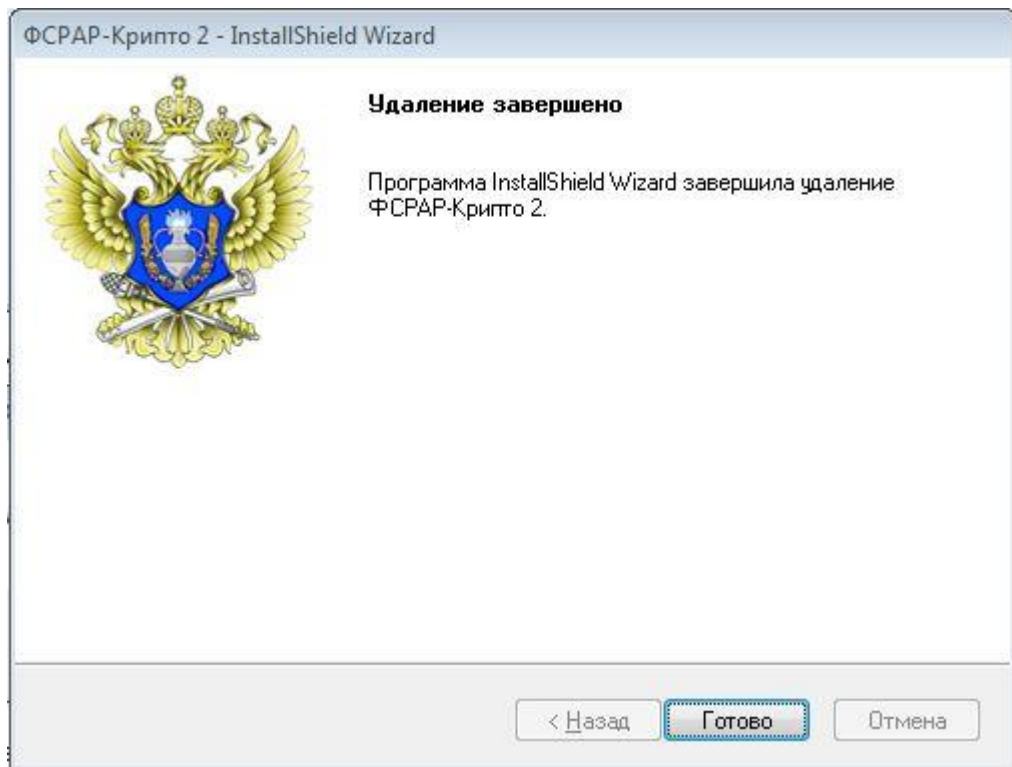 ФСРАР-Крипто 2 - InstallShield Wizard
Удаление завершено
Программа InstallShield Wizard завершила удаление
ФСРАР-Крипто 2.
< Назад
Готово
Отмена